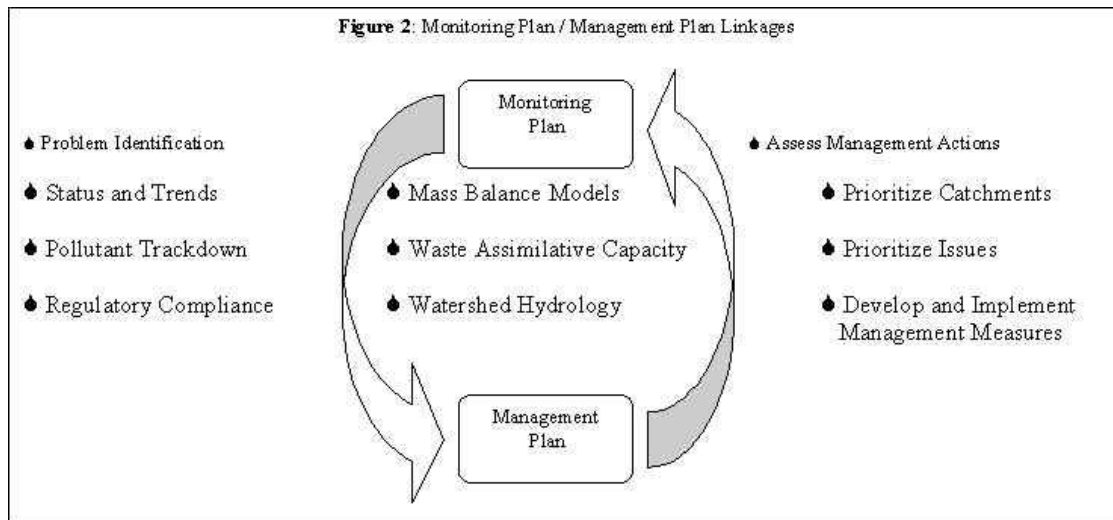 Figure 2: Monitoring Plan / Management Plan Linkages
Monitoring
Plan
Problem Identification
Status and Trends
Pollutant Trackdown
Regulatory Compliance
Mass Balance Models
Waste Assimilative Capacity
Watershed Hydrology
Assess Management Actions
Prioritize Catchments
Prioritize Issues
Develop and Implement
Management Measures
Management
Plan